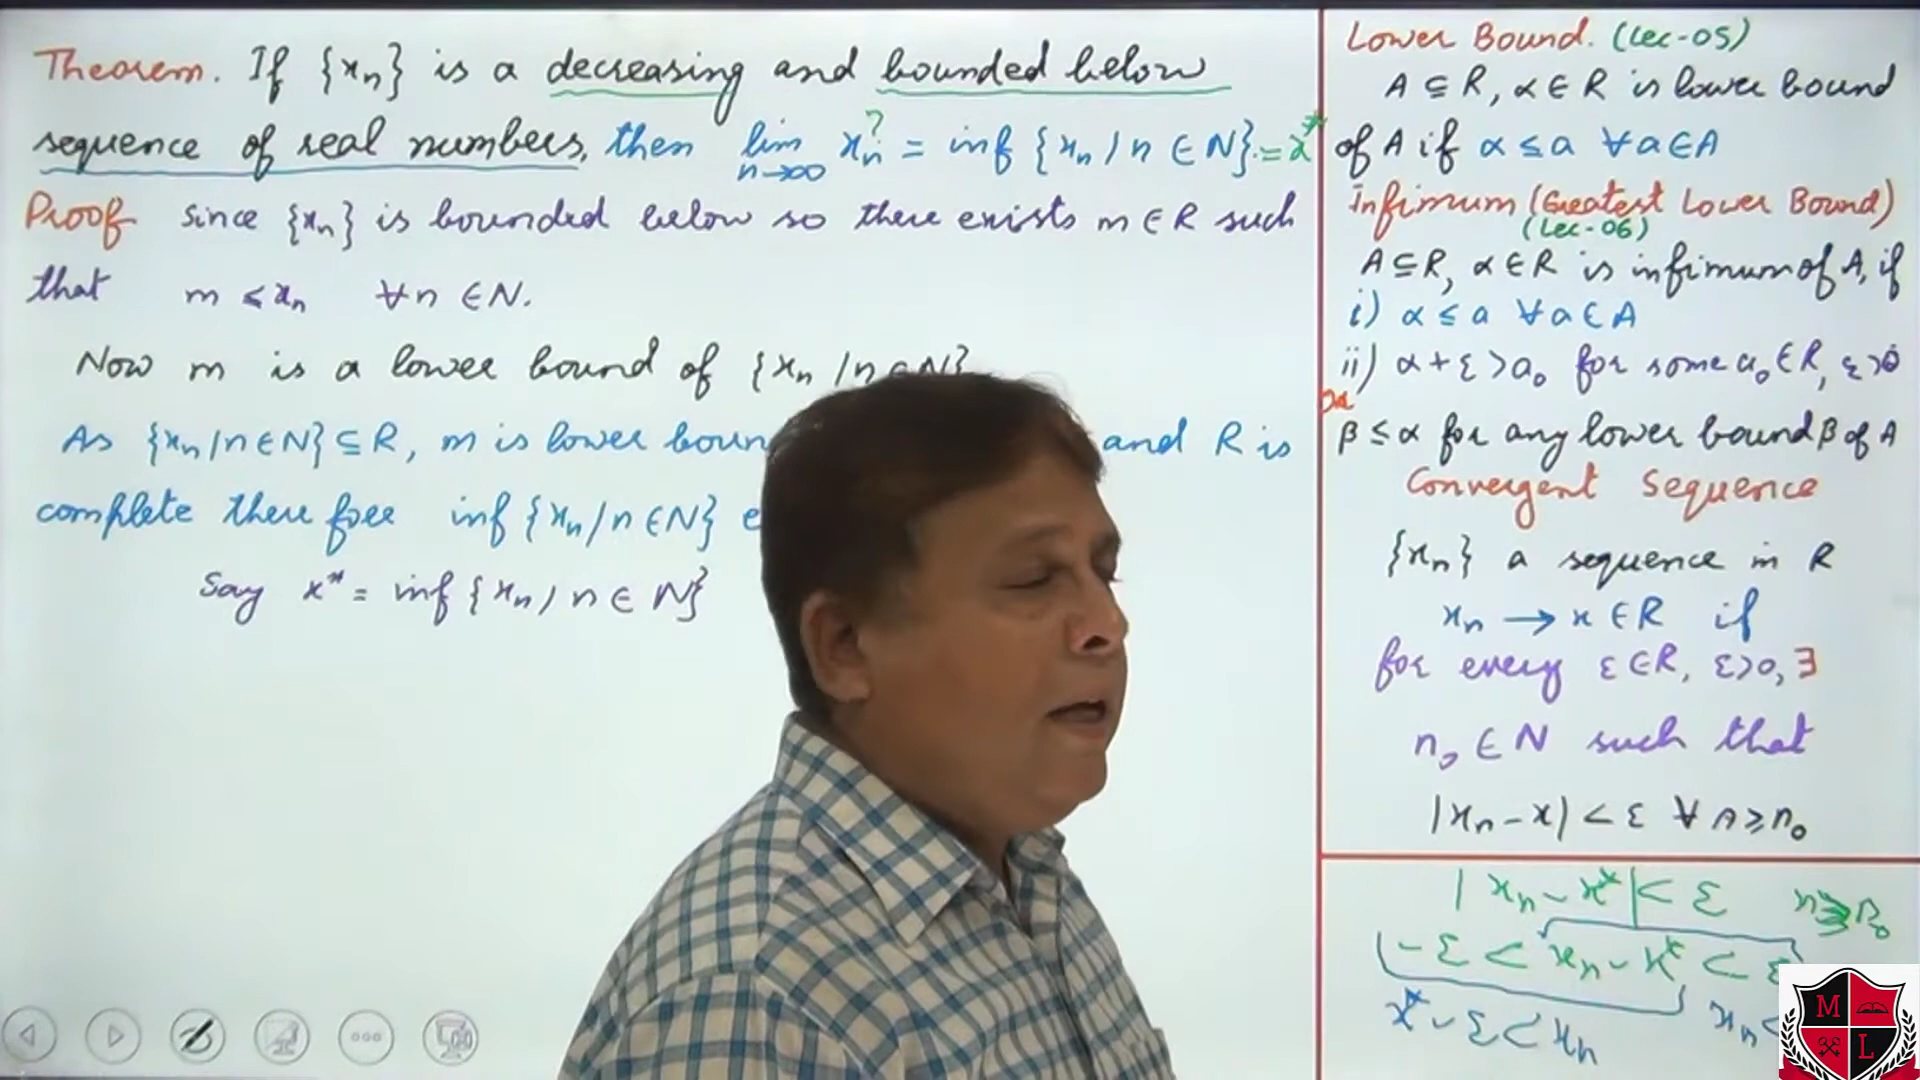 Theorem. If {xₙ} is a decreasing and bounded below
sequence of real numbers, then lim n→∞ xₙ ? = inf {xₙ / n ∈ N}. = x*
Proof Since {xₙ} is bounded below so there exists m ∈ R such
that m ≤ xₙ ∀ n ∈ N.
Now m is a lower bound of {xₙ / n ∈ N}
As {xₙ / n ∈ N} ⊆ R, m is lower boun and R is
complete there fore inf {xₙ / n ∈ N} e
Say x* = inf {xₙ / n ∈ N}
Lower Bound. (Lec-05)
A ⊆ R, α ∈ R is lower bound
of A if α ≤ a ∀ a ∈ A
Infimum (Greatest Lower Bound)
(Lec-06)
A ⊆ R, α ∈ R is infimum of A, if
i) α ≤ a ∀ a ∈ A
ii) α + ε > a₀ for some a₀ ∈ R, ε > 0
or
β ≤ α for any lower bound β of A
Convergent Sequence
{xₙ} a sequence in R
xₙ → x ∈ R if
for every ε ∈ R, ε > 0, ∃
n₀ ∈ N such that
|xₙ - x| < ε ∀ n ≥ n₀
|xₙ - x*| < ε n ≥ n₀
-ε < xₙ - x* < ε
x* - ε < xₙ xₙ <
M
L